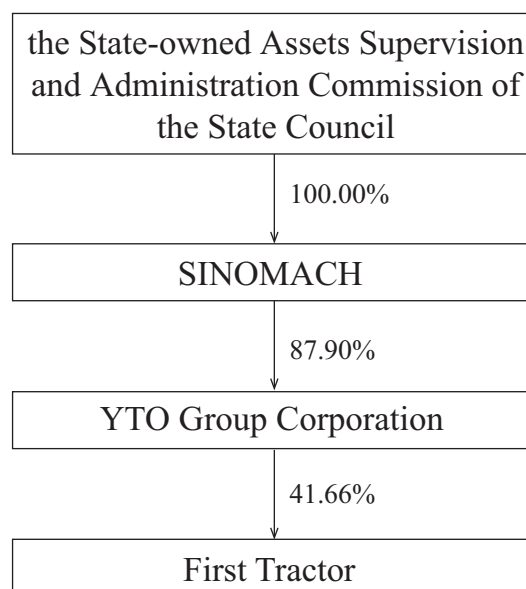 the State-owned Assets Supervision
and Administration Commission of
the State Council
100.00%
SINOMACH
87.90%
YTO Group Corporation
41.66%
First Tractor